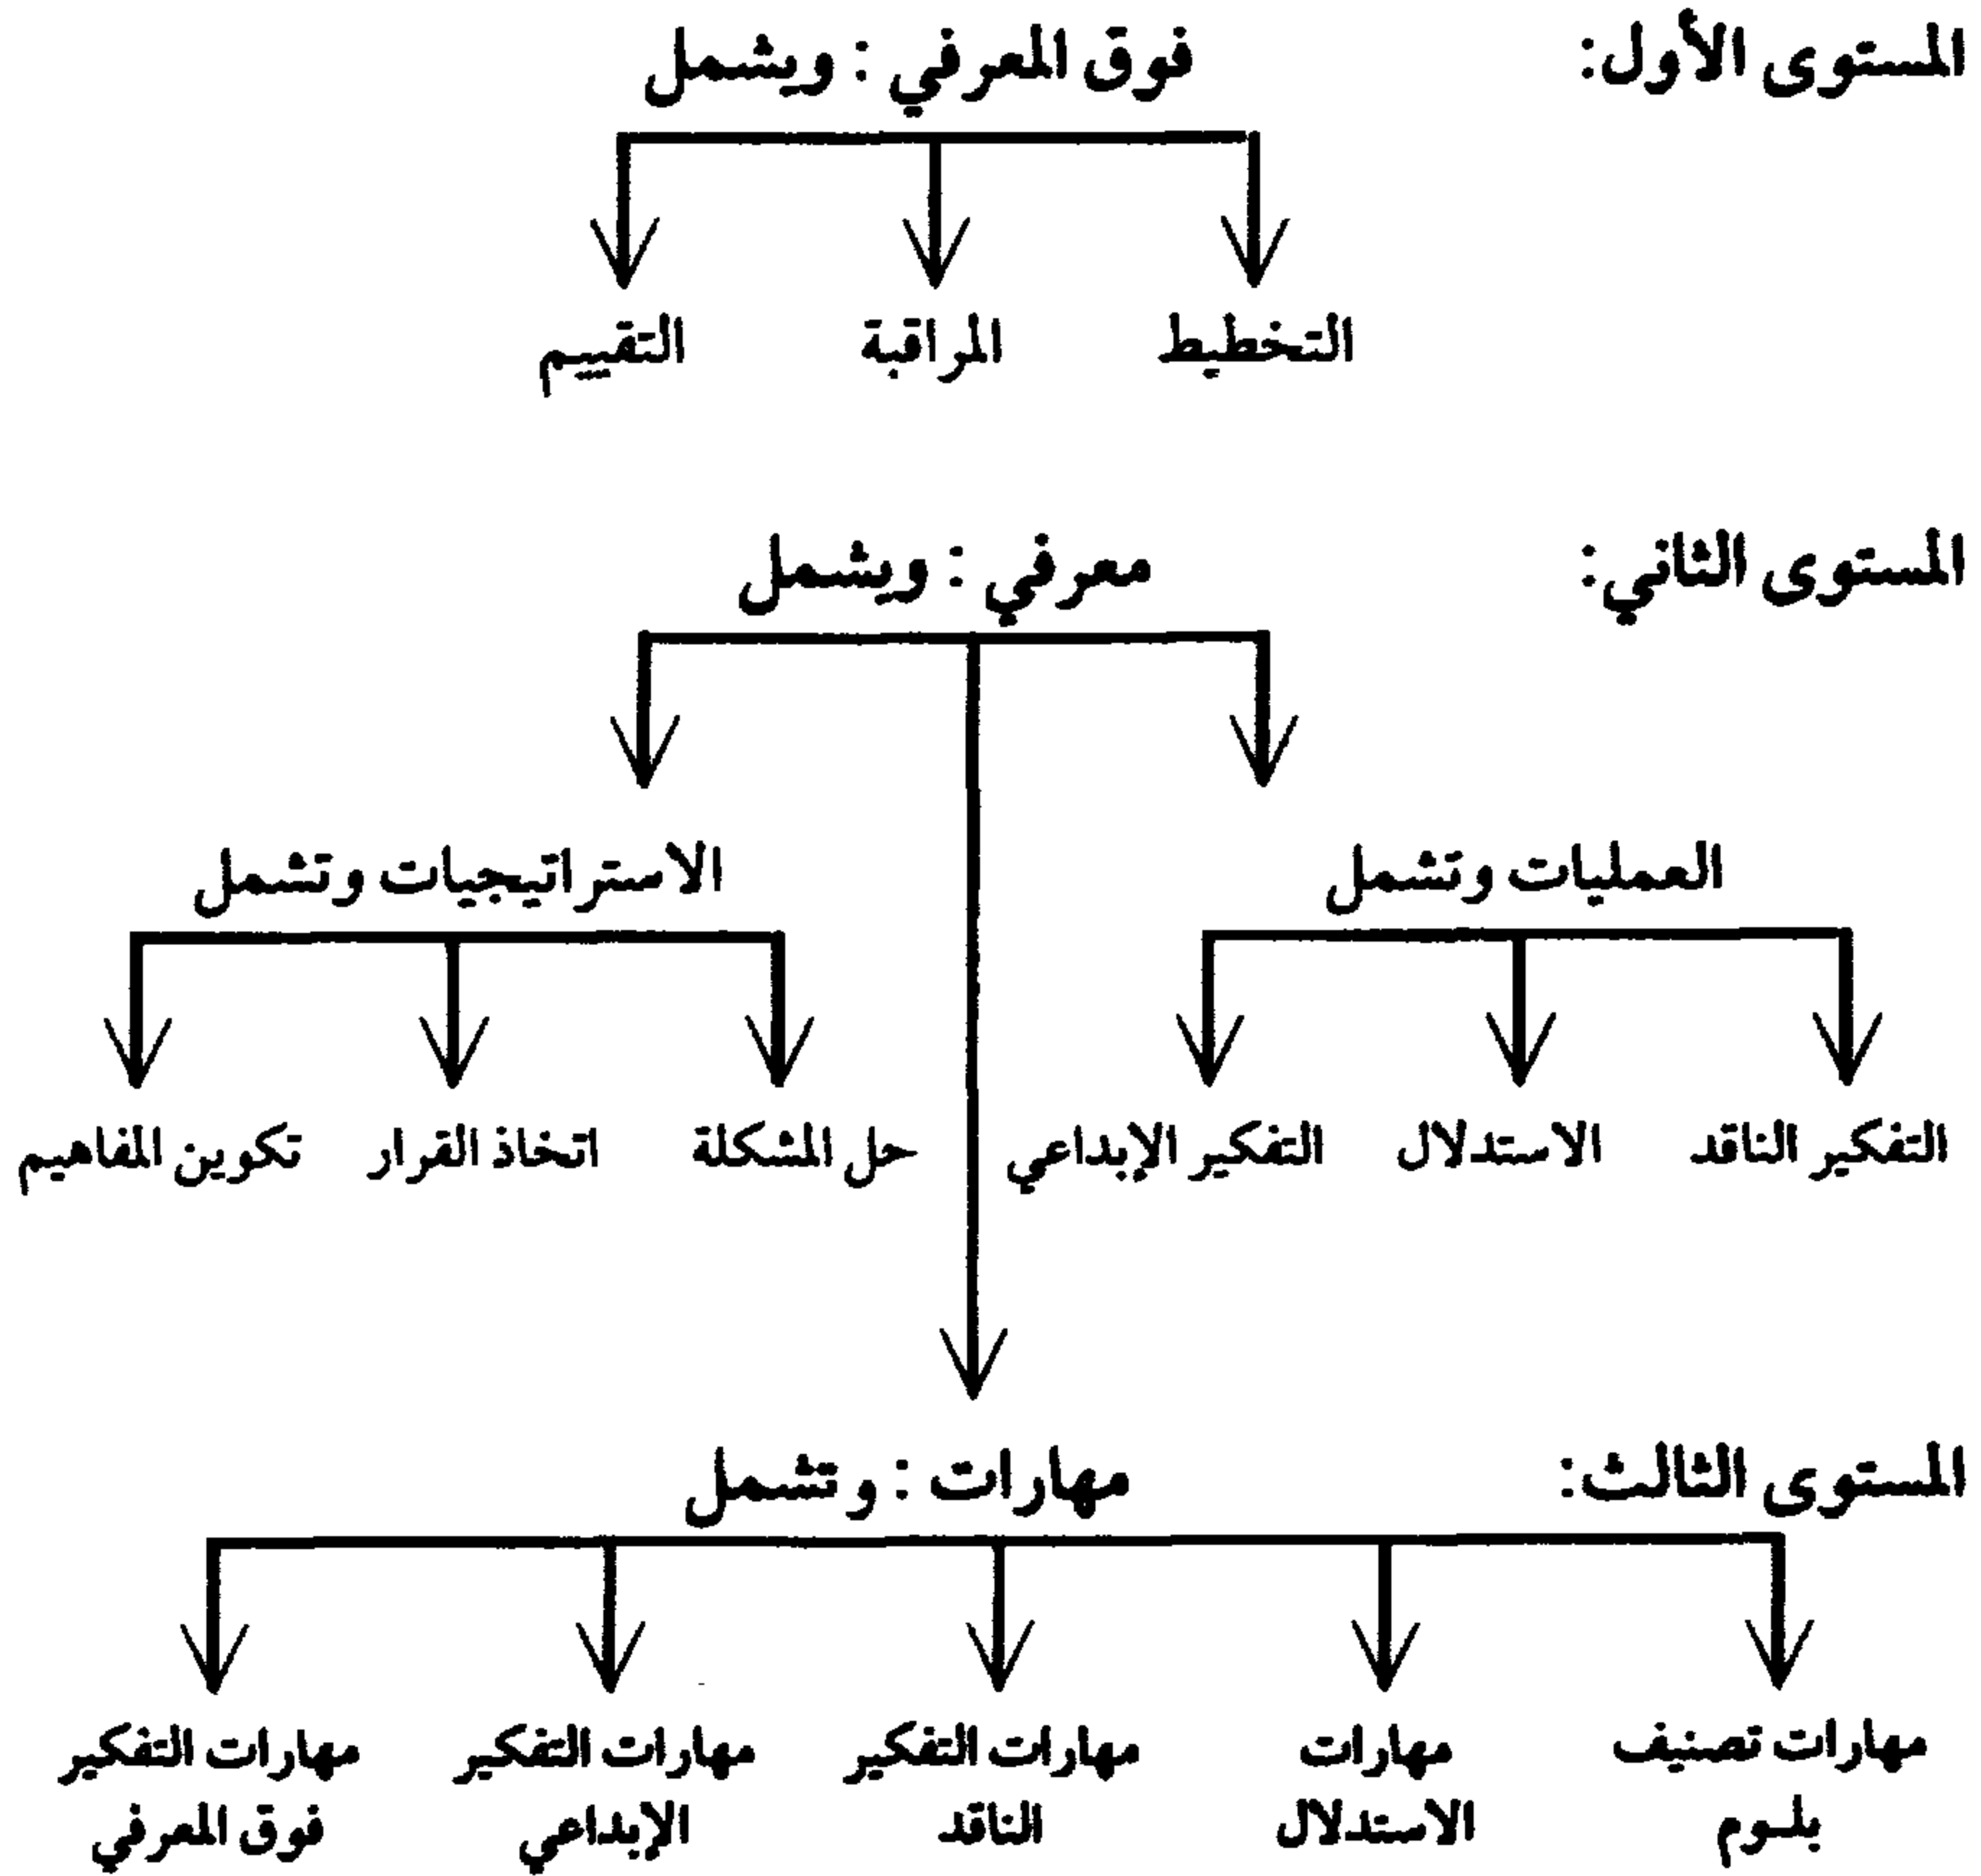 المستوى الأول: فوق المعرفي : ويشمل
التخطيط المراقبة التقييم
المستوى الثاني: معرفي : ويشمل
العمليات وتشمل الاستراتيجيات وتشمل
التفكير الناقد الاستدلال التفكير الإبداعي حل المشكلة اتخاذ القرار تكوين المفاهيم
المستوى الثالث: مهارات : وتشمل
مهارات تصنيف مهارات مهارات التفكير مهارات التفكير مهارات التفكير
بلوم الاستدلال الناقد الإبداعي فوق المعرفي